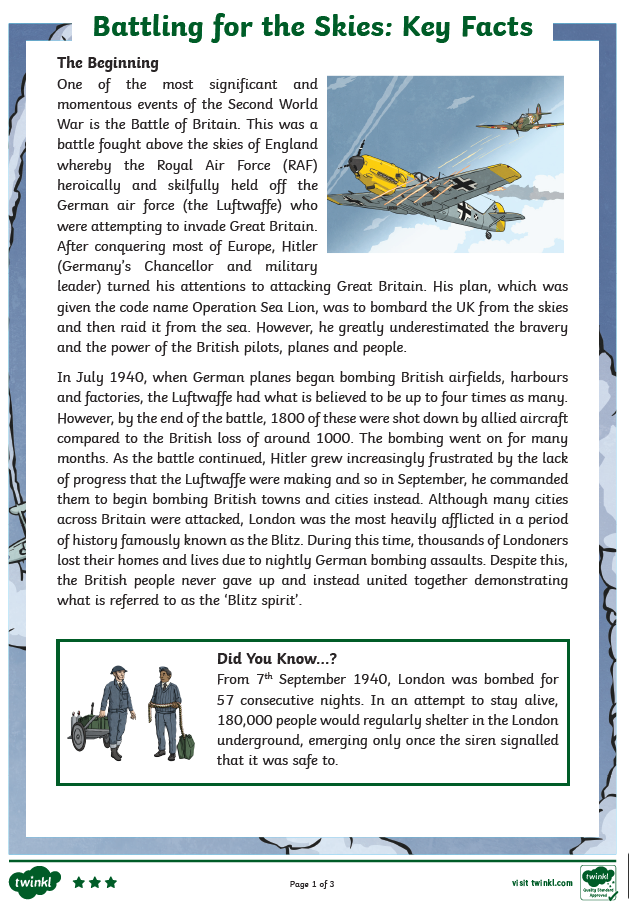 Battling for the Skies: Key Facts
The Beginning
One of the most significant and
momentous events of the Second World
War is the Battle of Britain. This was a
battle fought above the skies of England
whereby the Royal Air Force (RAF)
heroically and skilfully held off the
German air force (the Luftwaffe) who
were attempting to invade Great Britain.
After conquering most of Europe, Hitler
(Germany’s Chancellor and military
leader) turned his attentions to attacking Great Britain. His plan, which was
given the code name Operation Sea Lion, was to bombard the UK from the skies
and then raid it from the sea. However, he greatly underestimated the bravery
and the power of the British pilots, planes and people.
In July 1940, when German planes began bombing British airfields, harbours
and factories, the Luftwaffe had what is believed to be up to four times as many.
However, by the end of the battle, 1800 of these were shot down by allied aircraft
compared to the British loss of around 1000. The bombing went on for many
months. As the battle continued, Hitler grew increasingly frustrated by the lack
of progress that the Luftwaffe were making and so in September, he commanded
them to begin bombing British towns and cities instead. Although many cities
across Britain were attacked, London was the most heavily afflicted in a period
of history famously known as the Blitz. During this time, thousands of Londoners
lost their homes and lives due to nightly German bombing assaults. Despite this,
the British people never gave up and instead united together demonstrating
what is referred to as the ‘Blitz spirit’.
Did You Know...?
From 7th September 1940, London was bombed for
57 consecutive nights. In an attempt to stay alive,
180,000 people would regularly shelter in the London
underground, emerging only once the siren signalled
that it was safe to.
twinkl
Page 1 of 3
visit twinkl.com
twinkl
Quality Standard
Approved